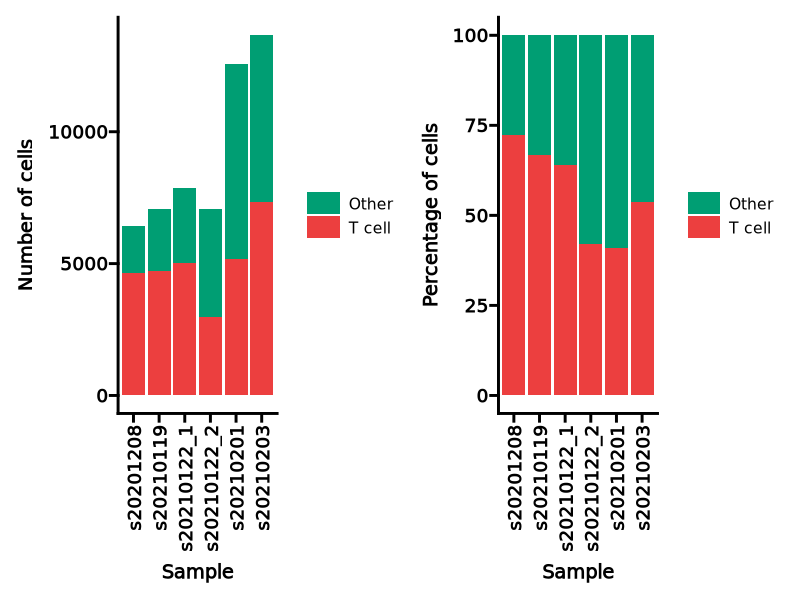 Number of cells
10000
5000
0
s20201208
s20210119
s20210122_1
s20210122_2
s20210201
s20210203
Sample
Other
T cell
Percentage of cells
100
75
50
25
0
s20201208
s20210119
s20210122_1
s20210122_2
s20210201
s20210203
Sample
Other
T cell